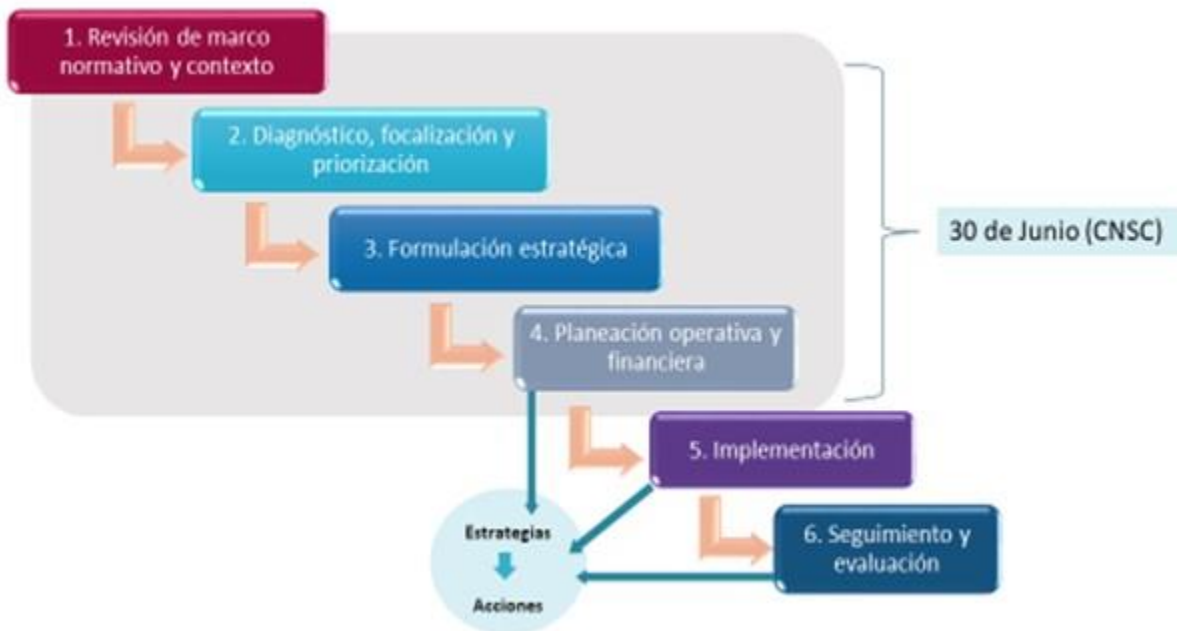 1. Revisión de marco
normativo y contexto
2. Diagnóstico, focalización y
priorización
3. Formulación estratégica
30 de Junio (CNSC)
4. Planeación operativa y
financiera
5. Implementación
6. Seguimiento y
evaluación
Estrategias
Acciones